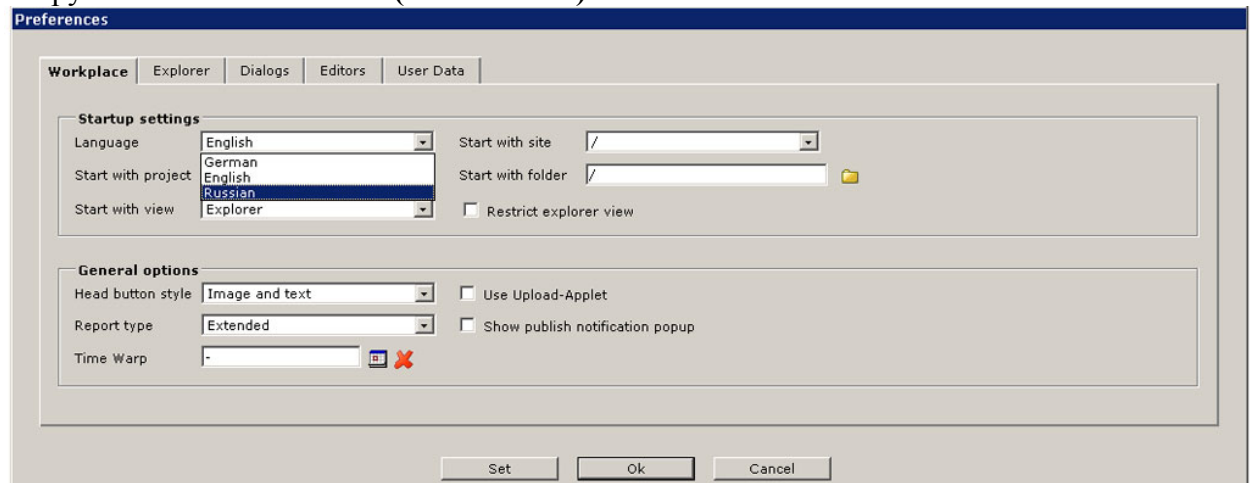 Preferences
Workplace Explorer Dialogs Editors User Data
Startup settings
Language English Start with site /
German
Start with project English Start with folder /
Russian
Start with view Explorer Restrict explorer view
General options
Head button style Image and text Use Upload-Applet
Report type Extended Show publish notification popup
Time Warp -
Set Ok Cancel